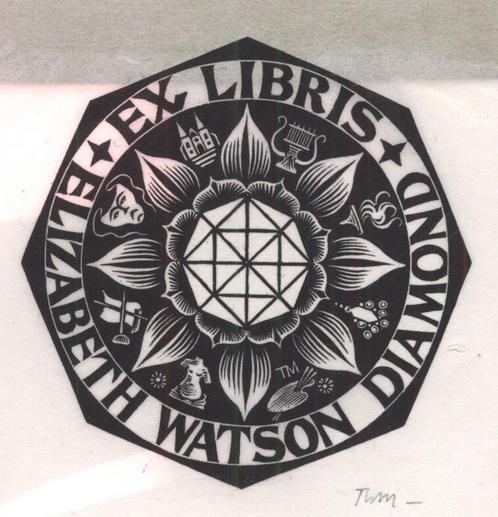 EX LIBRIS
ELIZABETH WATSON DIAMOND
TM